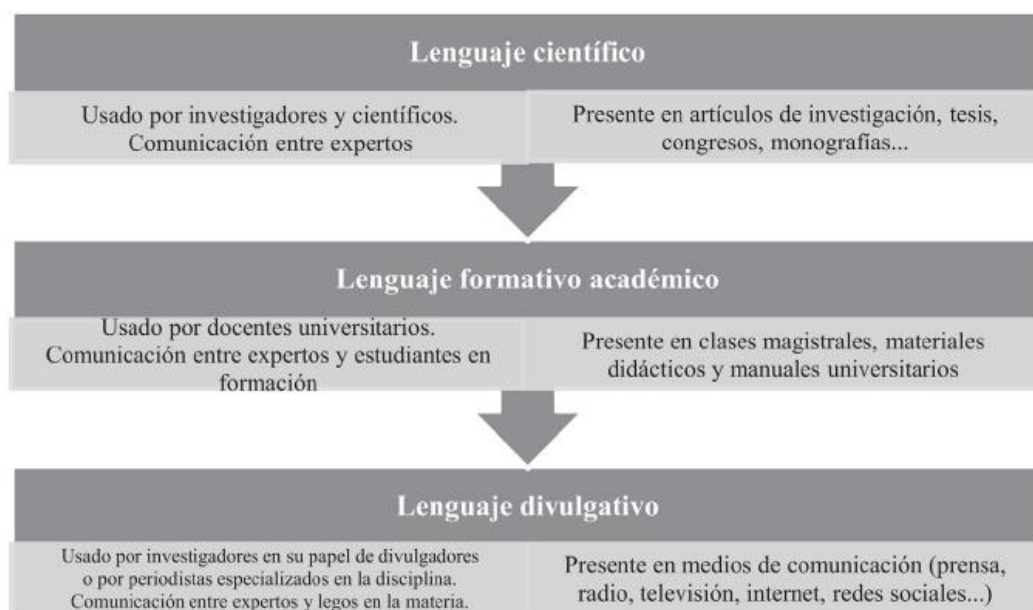 Lenguaje científico
Usado por investigadores y científicos.
Comunicación entre expertos
Presente en artículos de investigación, tesis,
congresos, monografías...
Lenguaje formativo académico
Usado por docentes universitarios.
Comunicación entre expertos y estudiantes en
formación
Presente en clases magistrales, materiales
didácticos y manuales universitarios
Lenguaje divulgativo
Usado por investigadores en su papel de divulgadores
o por periodistas especializados en la disciplina.
Comunicación entre expertos y legos en la materia.
Presente en medios de comunicación (prensa,
radio, televisión, internet, redes sociales...)